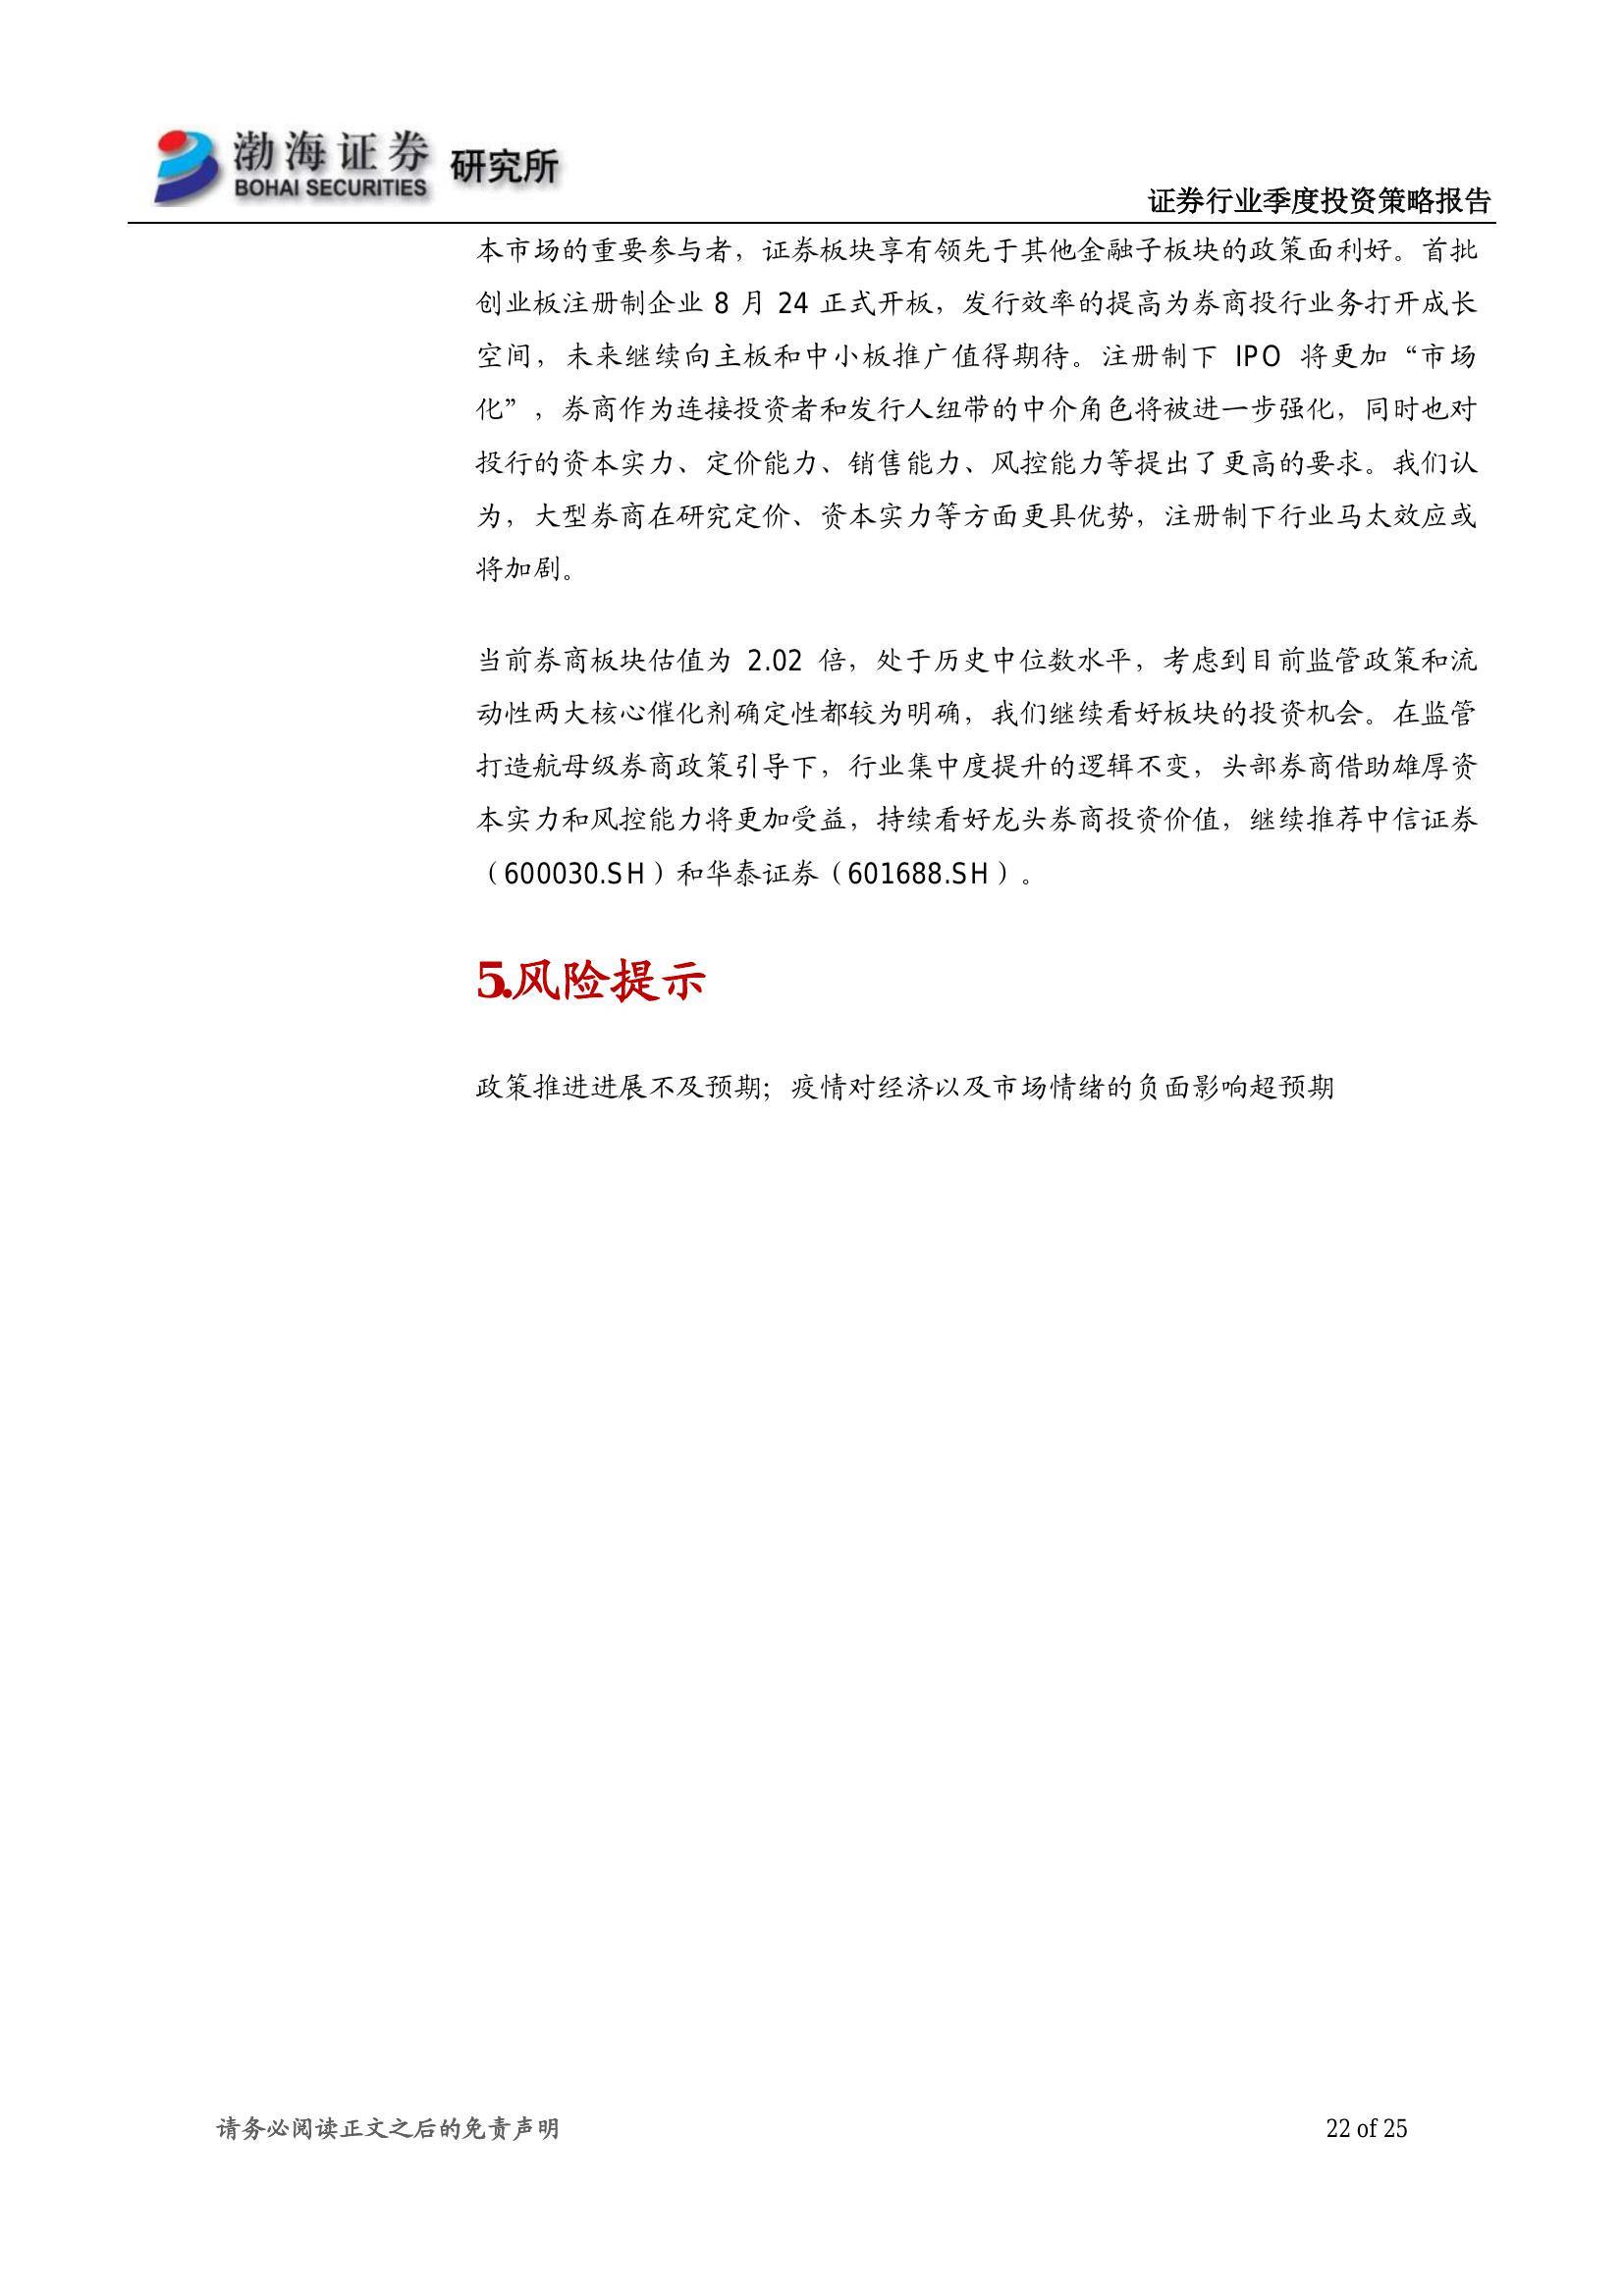 渤海证券 研究所
BOHAI SECURITIES
证券行业季度投资策略报告
本市场的重要参与者，证券板块享有领先于其他金融子板块的政策面利好。首批
创业板注册制企业 8 月 24 正式开板，发行效率的提高为券商投行业务打开成长
空间，未来继续向主板和中小板推广值得期待。注册制下 IPO 将更加“市场
化”，券商作为连接投资者和发行人纽带的中介角色将被进一步强化，同时也对
投行的资本实力、定价能力、销售能力、风控能力等提出了更高的要求。我们认
为，大型券商在研究定价、资本实力等方面更具优势，注册制下行业马太效应或
将加剧。
当前券商板块估值为 2.02 倍，处于历史中位数水平，考虑到目前监管政策和流
动性两大核心催化剂确定性都较为明确，我们继续看好板块的投资机会。在监管
打造航母级券商政策引导下，行业集中度提升的逻辑不变，头部券商借助雄厚资
本实力和风控能力将更加受益，持续看好龙头券商投资价值，继续推荐中信证券
（600030.SH）和华泰证券（601688.SH）。
5.风险提示
政策推进进展不及预期；疫情对经济以及市场情绪的负面影响超预期
请务必阅读正文之后的免责声明
22 of 25